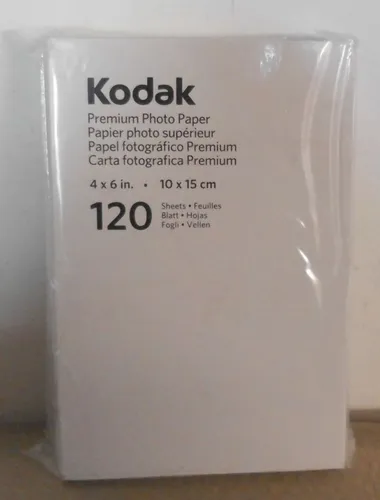 Kodak
Premium Photo Paper
Papier photo supérieur
Papel fotográfico Premium
Carta fotografica Premium
4 x 6 in. • 10 x 15 cm
120 Sheets • Feuilles
Blatt • Hojas
Fogli • Vellen